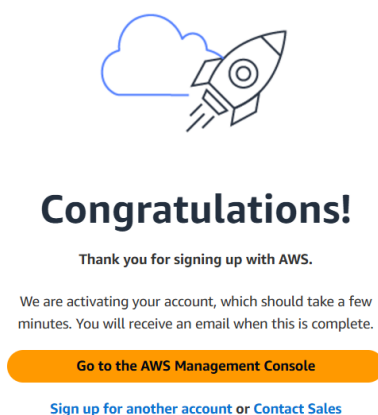 Congratulations!
Thank you for signing up with AWS.
We are activating your account, which should take a few
minutes. You will receive an email when this is complete.
Go to the AWS Management Console
Sign up for another account or Contact Sales